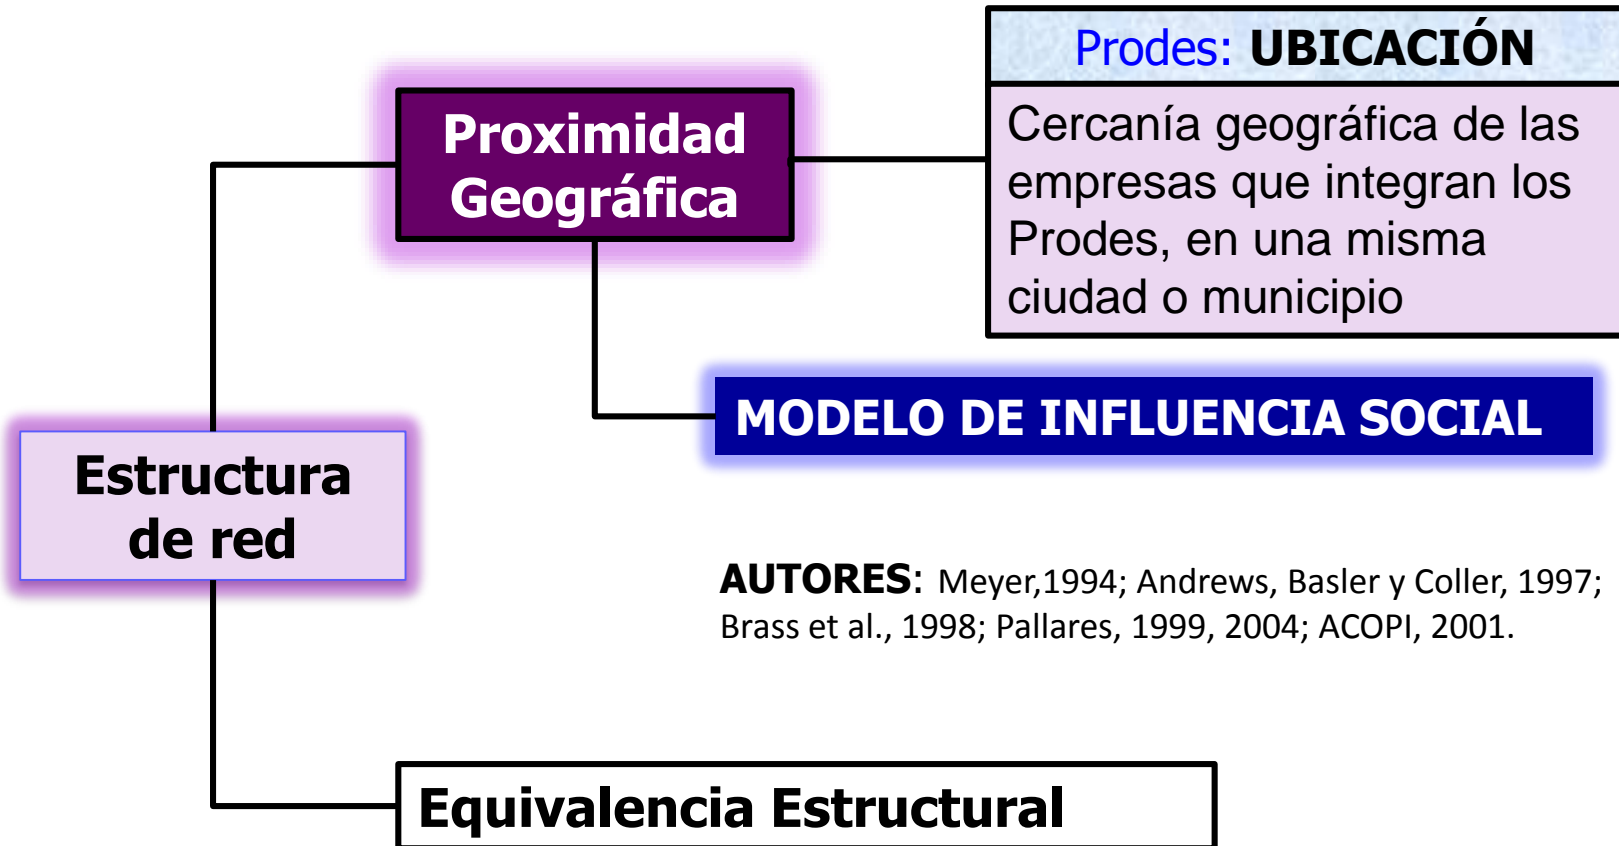 Prodes: UBICACIÓN
Cercanía geográfica de las
empresas que integran los
Prodes, en una misma
ciudad o municipio
Proximidad
Geográfica
MODELO DE INFLUENCIA SOCIAL
Estructura
de red
AUTORES: Meyer,1994; Andrews, Basler y Coller, 1997;
Brass et al., 1998; Pallares, 1999, 2004; ACOPI, 2001.
Equivalencia Estructural